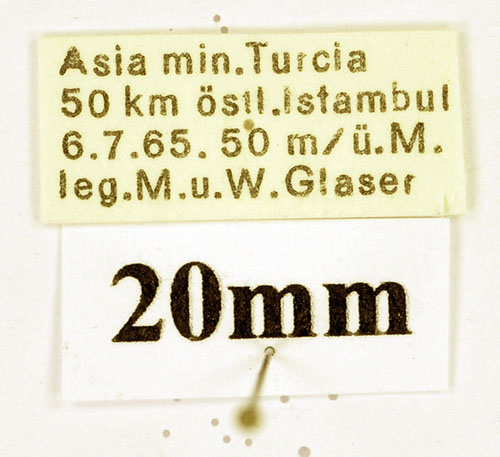 Asia min.Turcia
50 km östl.Istambul
6.7.65. 50 m/ü.M.
leg.M.u.W.Glaser
20mm